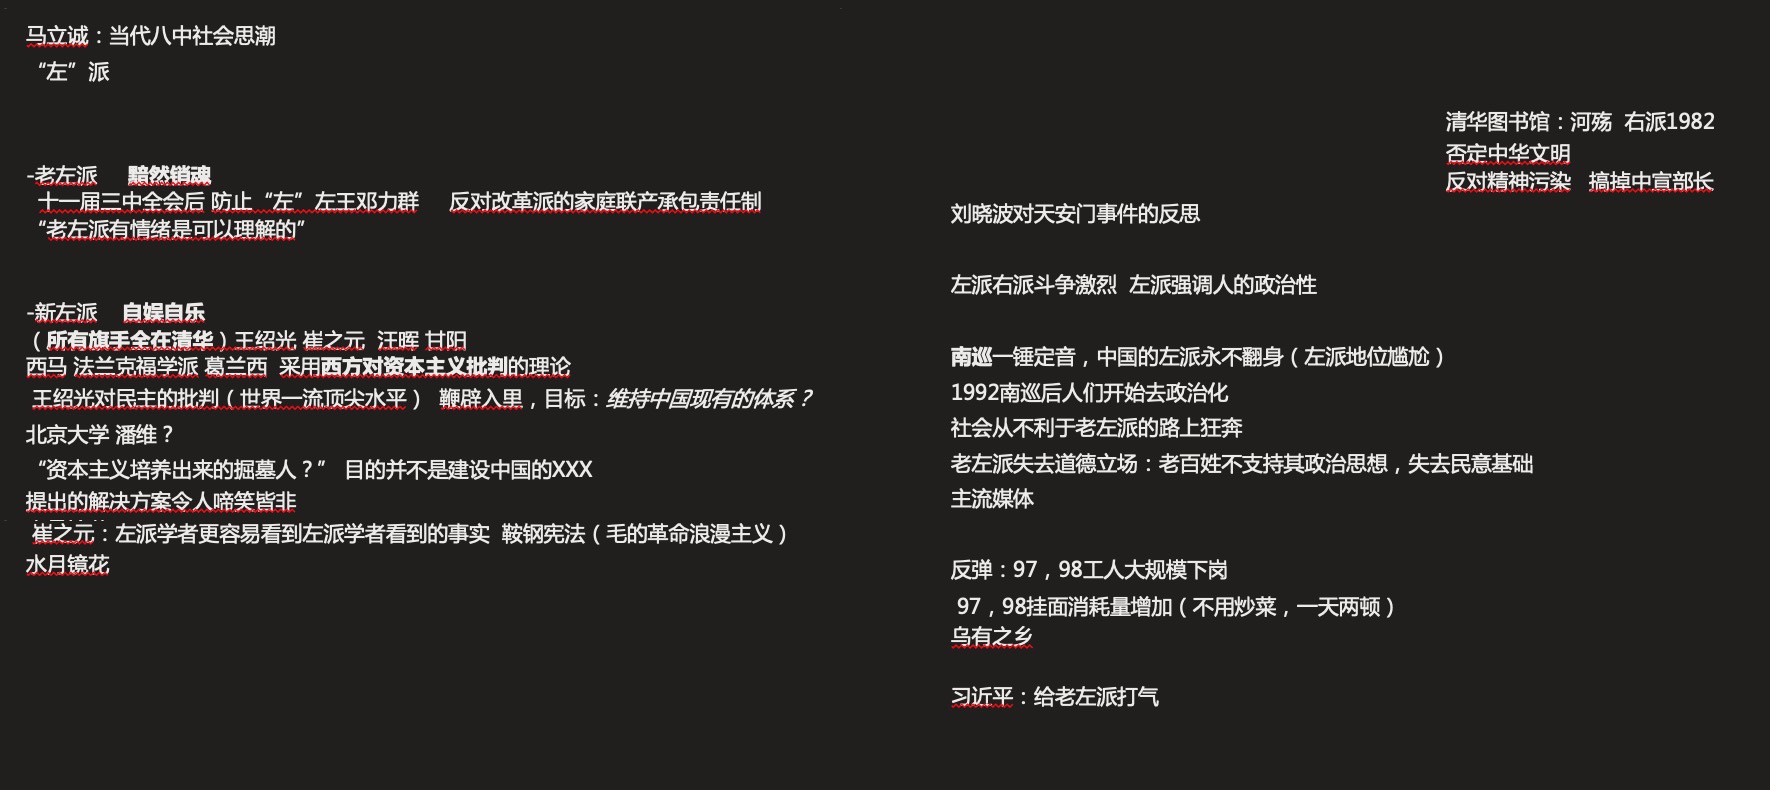 马立诚：当代八中社会思潮
“左”派
-老左派 黯然销魂
十一届三中全会后 防止“左”左王邓力群 反对改革派的家庭联产承包责任制
“老左派有情绪是可以理解的”
-新左派 自娱自乐
（所有旗手全在清华）王绍光 崔之元 汪晖 甘阳
西马 法兰克福学派 葛兰西 采用西方对资本主义批判的理论
王绍光对民主的批判（世界一流顶尖水平） 鞭辟入里，目标：维持中国现有的体系？
北京大学 潘维？
“资本主义培养出来的掘墓人？” 目的并不是建设中国的XXX
提出的解决方案令人啼笑皆非
崔之元：左派学者更容易看到左派学者看到的事实 鞍钢宪法（毛的革命浪漫主义）
水月镜花
清华图书馆：河殇 右派1982
否定中华文明
反对精神污染 搞掉中宣部长
刘晓波对天安门事件的反思
左派右派斗争激烈 左派强调人的政治性
南巡一锤定音，中国的左派永不翻身（左派地位尴尬）
1992南巡后人们开始去政治化
社会从不利于老左派的路上狂奔
老左派失去道德立场：老百姓不支持其政治思想，失去民意基础
主流媒体
反弹：97，98工人大规模下岗
97，98挂面消耗量增加（不用炒菜，一天两顿）
乌有之乡
习近平：给老左派打气